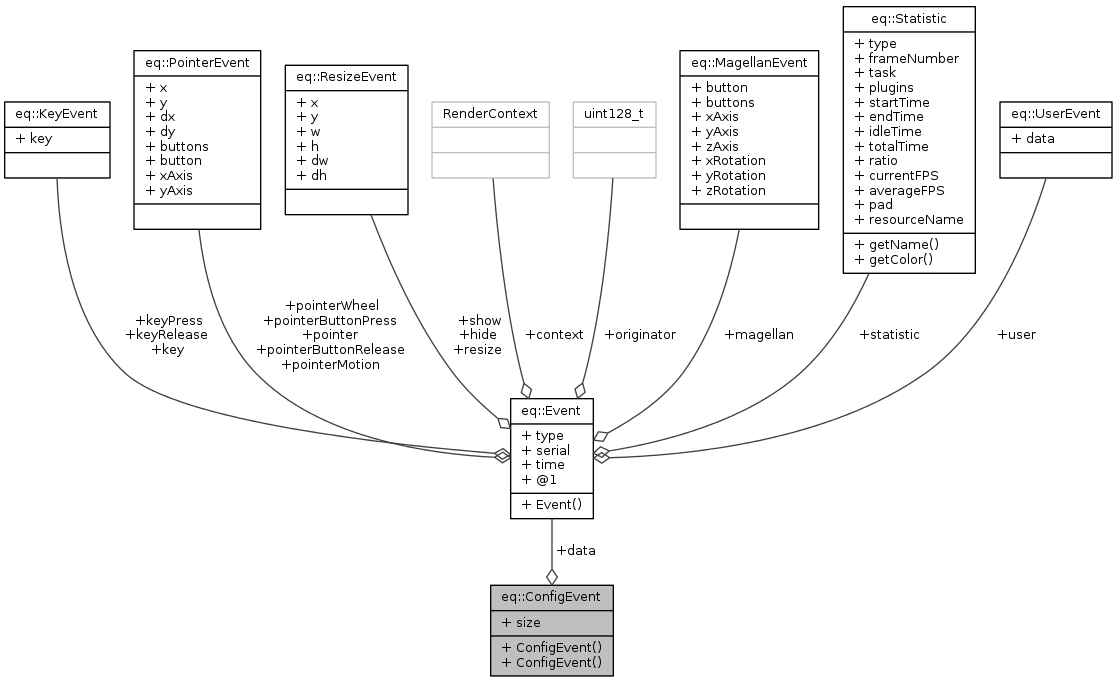 eq::KeyEvent
+ key
eq::PointerEvent
+ x
+ y
+ dx
+ dy
+ buttons
+ button
+ xAxis
+ yAxis
eq::ResizeEvent
+ x
+ y
+ w
+ h
+ dw
+ dh
RenderContext
uint128_t
eq::MagellanEvent
+ button
+ buttons
+ xAxis
+ yAxis
+ zAxis
+ xRotation
+ yRotation
+ zRotation
eq::Statistic
+ type
+ frameNumber
+ task
+ plugins
+ startTime
+ endTime
+ idleTime
+ totalTime
+ ratio
+ currentFPS
+ averageFPS
+ pad
+ resourceName
+ getName()
+ getColor()
eq::UserEvent
+ data
+keyPress
+keyRelease
+key
+pointerWheel
+pointerButtonPress
+pointer
+pointerButtonRelease
+pointerMotion
+show
+hide
+resize
+context
+originator
+magellan
+statistic
+user
eq::Event
+ type
+ serial
+ time
+ @1
+ Event()
+data
eq::ConfigEvent
+ size
+ ConfigEvent()
+ ConfigEvent()